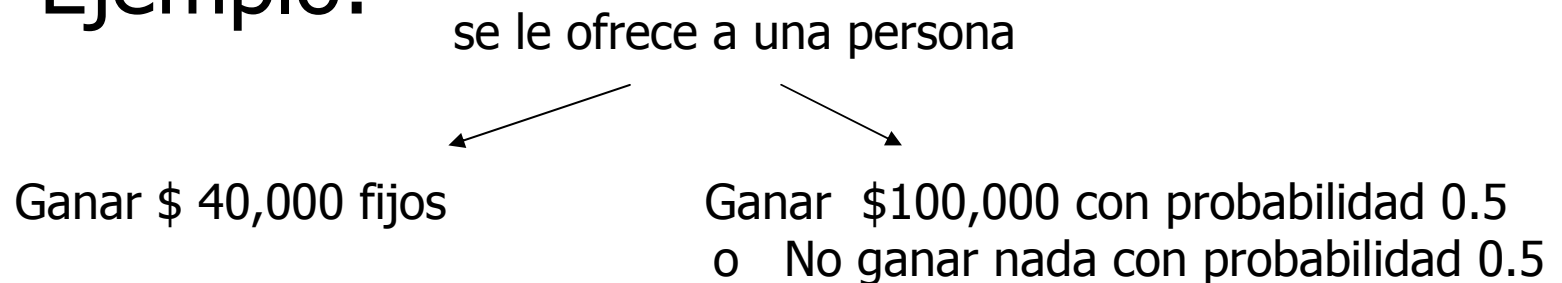 Ejemplo:
se le ofrece a una persona
Ganar $ 40,000 fijos
Ganar $100,000 con probabilidad 0.5
o No ganar nada con probabilidad 0.5